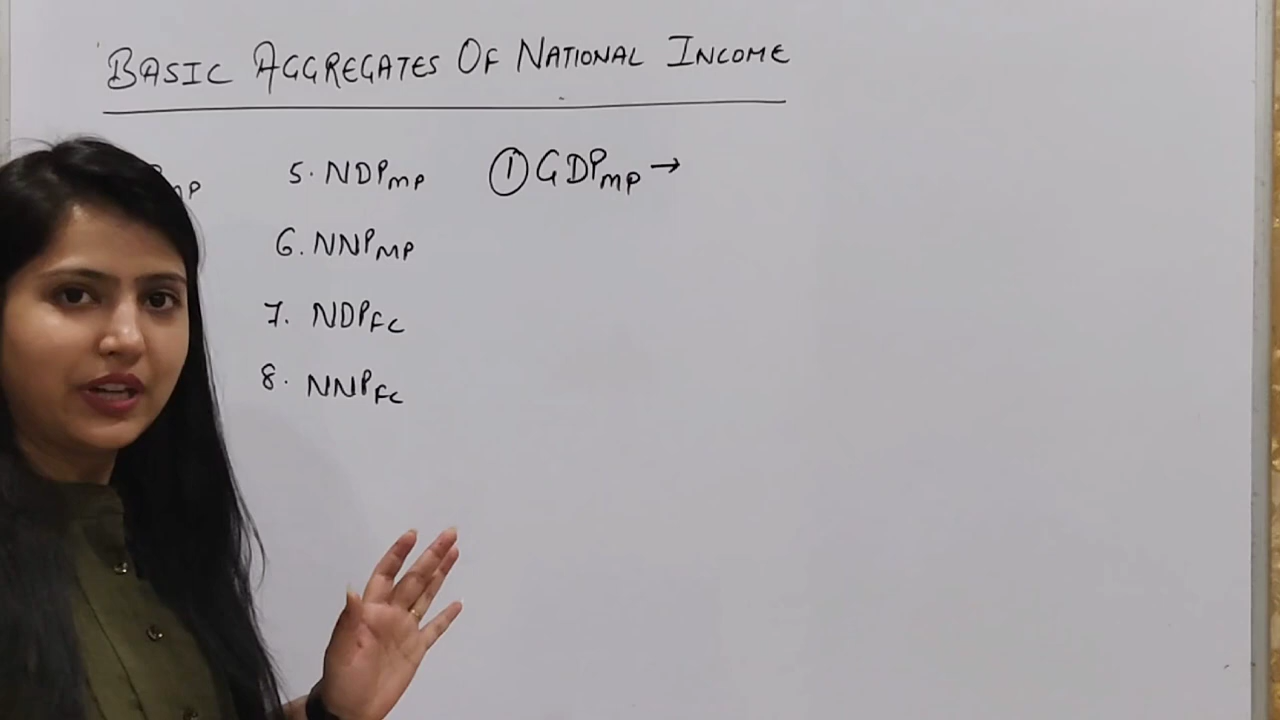 BASIC AGGREGATES OF NATIONAL INCOME
5. NDPMP
6. NNPMP
7. NDPFC
8. NNPFC
① GDPMP →